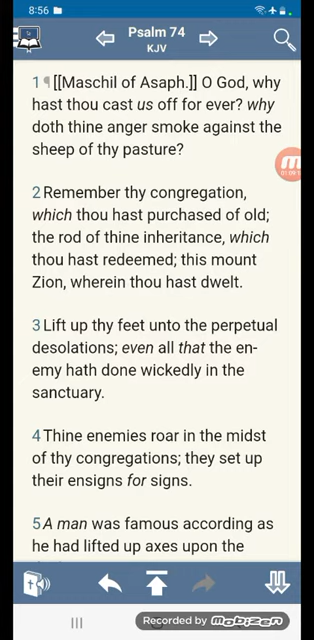 8:56
Psalm 74
KJV
1¶[[Maschil of Asaph.]] O God, why
hast thou cast us off for ever? why
doth thine anger smoke against the
sheep of thy pasture?
2 Remember thy congregation,
which thou hast purchased of old;
the rod of thine inheritance, which
thou hast redeemed; this mount
Zion, wherein thou hast dwelt.
3 Lift up thy feet unto the perpetual
desolations; even all that the en-
emy hath done wickedly in the
sanctuary.
4 Thine enemies roar in the midst
of thy congregations; they set up
their ensigns for signs.
5 A man was famous according as
he had lifted up axes upon the
Recorded by mobizen